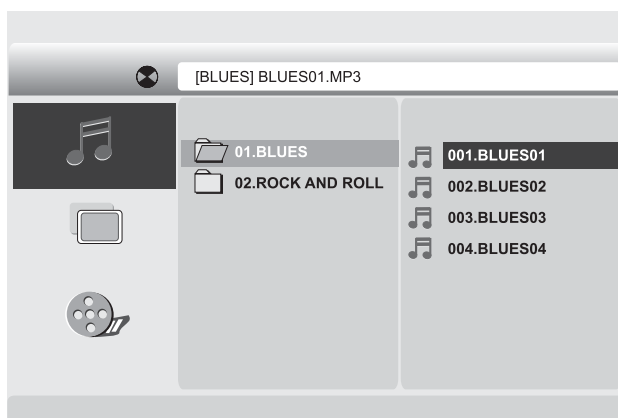 [BLUES] BLUES01.MP3
01.BLUES
02.ROCK AND ROLL
001.BLUES01
002.BLUES02
003.BLUES03
004.BLUES04